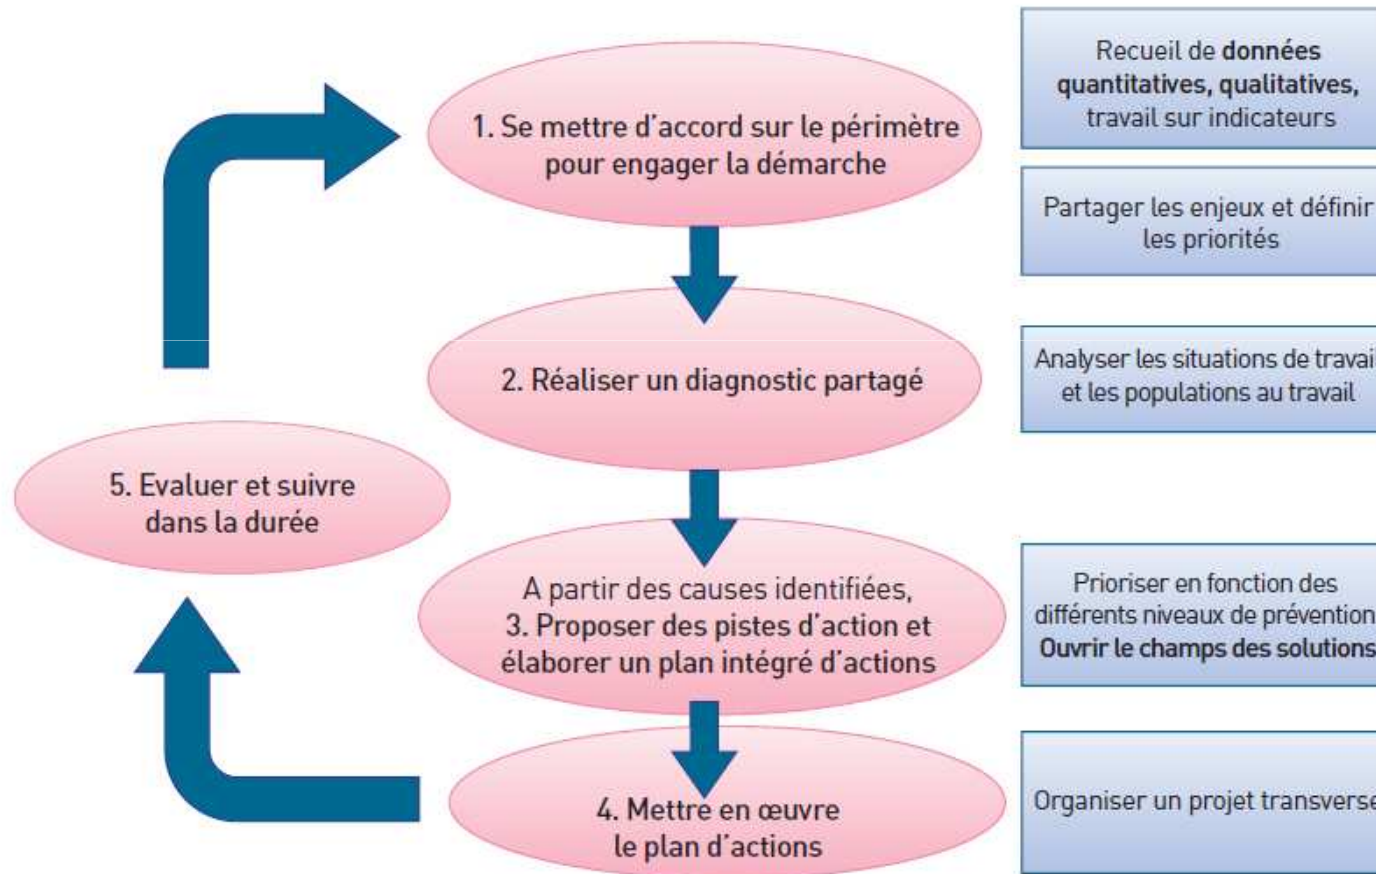 1. Se mettre d'accord sur le périmètre
pour engager la démarche
Recueil de données
quantitatives, qualitatives,
travail sur indicateurs
Partager les enjeux et définir
les priorités
2. Réaliser un diagnostic partagé
Analyser les situations de travail
et les populations au travail
5. Evaluer et suivre
dans la durée
A partir des causes identifiées,
3. Proposer des pistes d'action et
élaborer un plan intégré d'actions
Prioriser en fonction des
différents niveaux de prévention
Ouvrir le champs des solutions
4. Mettre en œuvre
le plan d'actions
Organiser un projet transverse